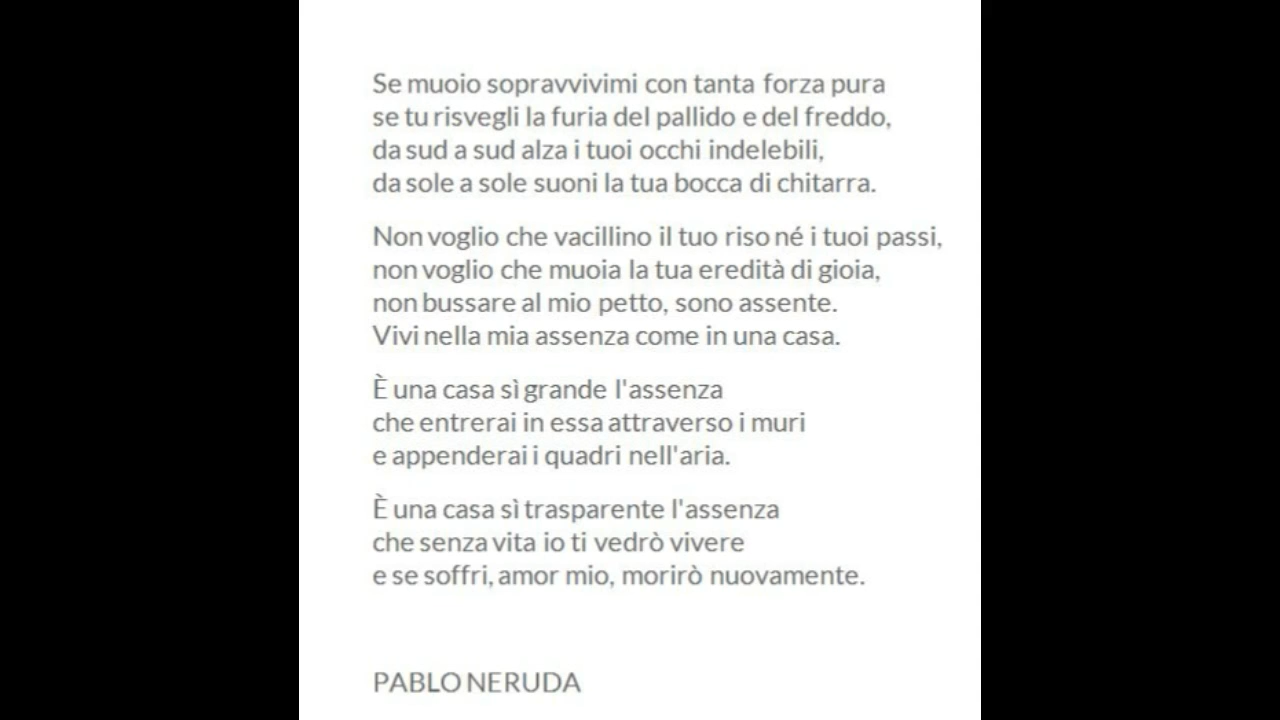 Se muoio sopravvivimi con tanta forza pura
se tu risvegli la furia del pallido e del freddo,
da sud a sud alza i tuoi occhi indelebili,
da sole a sole suoni la tua bocca di chitarra.
Non voglio che vacillino il tuo riso né i tuoi passi,
non voglio che muoia la tua eredità di gioia,
non bussare al mio petto, sono assente.
Vivi nella mia assenza come in una casa.
È una casa sì grande l'assenza
che entrerai in essa attraverso i muri
e appenderai i quadri nell'aria.
È una casa sì trasparente l'assenza
che senza vita io ti vedrò vivere
e se soffri, amor mio, morirò nuovamente.
PABLO NERUDA